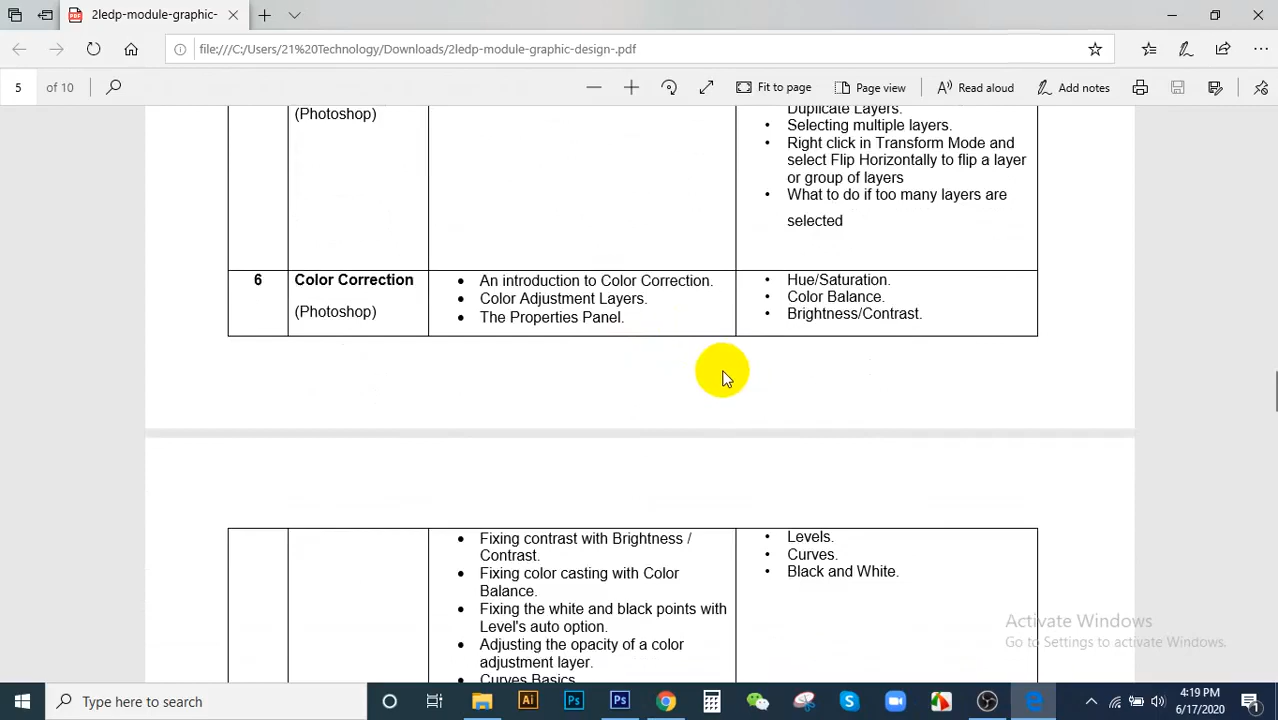 2ledp-module-graphic-
file:///C:/Users/21%20Technology/Downloads/2ledp-module-graphic-design-.pdf
5 of 10
Fit to page
Page view
Read aloud
Add notes
(Photoshop)
Duplicate Layers.
• Selecting multiple layers.
• Right click in Transform Mode and
select Flip Horizontally to flip a layer
or group of layers
• What to do if too many layers are
selected
6
Color Correction
(Photoshop)
• An introduction to Color Correction.
• Color Adjustment Layers.
• The Properties Panel.
• Hue/Saturation.
• Color Balance.
• Brightness/Contrast.
• Fixing contrast with Brightness /
Contrast.
• Fixing color casting with Color
Balance.
• Fixing the white and black points with
Level's auto option.
• Adjusting the opacity of a color
adjustment layer.
• Curves Basics
• Levels.
• Curves.
• Black and White.
Activate Windows
Go to Settings to activate Windows.
Type here to search
Ai
Ps
Ps
4:19 PM
6/17/2020
1